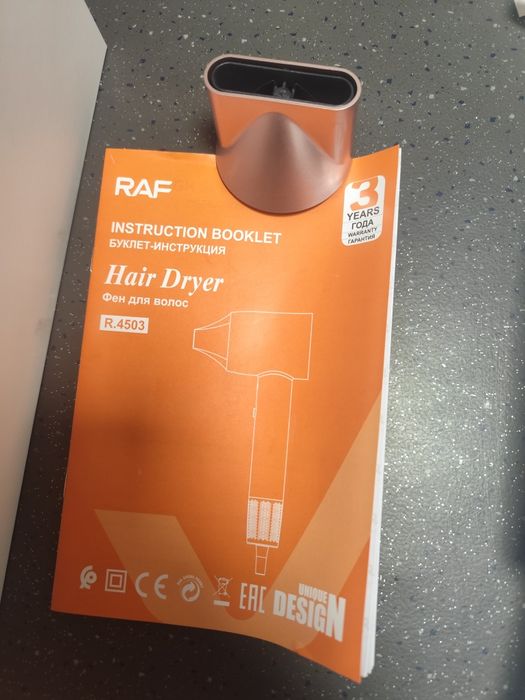 RAF
INSTRUCTION BOOKLET
БУКЛЕТ-ИНСТРУКЦИЯ
Hair Dryer
Фен для волос
R.4503
3
YEARS
ГОДА
WARRANTY
ГАРАНТИЯ
CE
EAC
UNIQUE
DESIGN